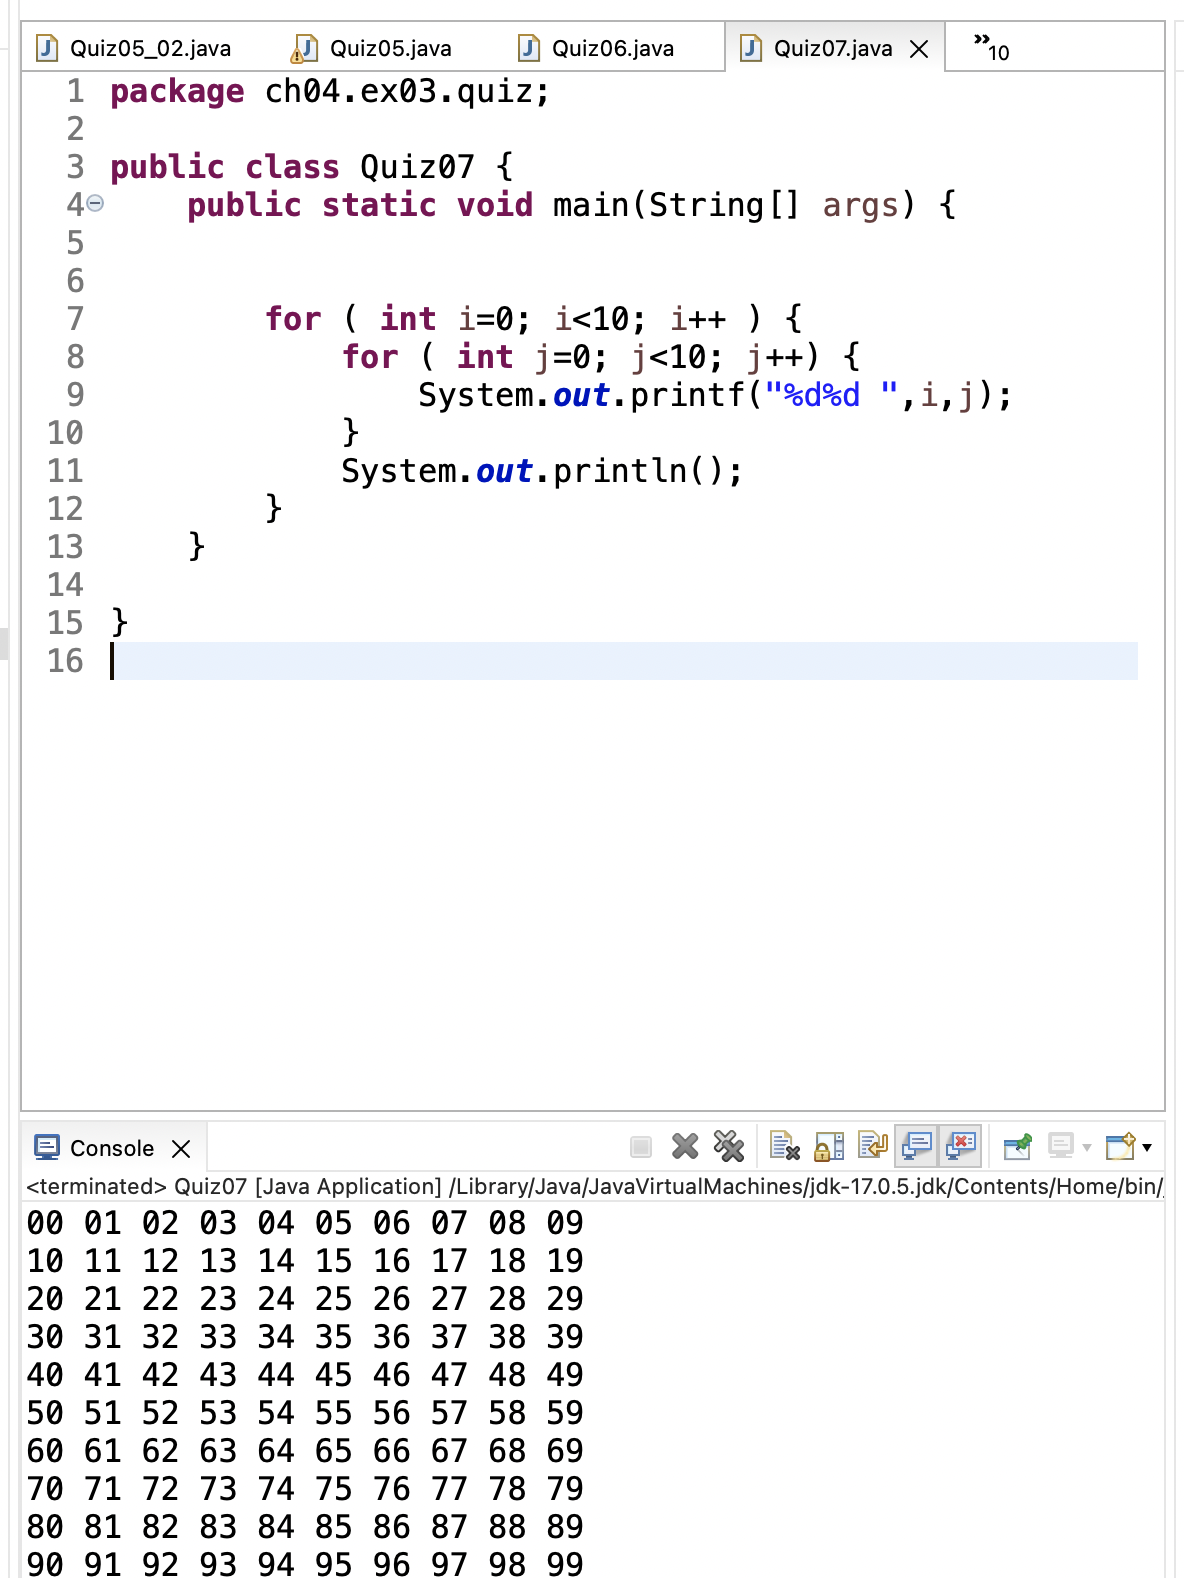 Quiz05_02.java Quiz05.java Quiz06.java Quiz07.java »10
1 package ch04.ex03.quiz;
2
3 public class Quiz07 {
4 public static void main(String[] args) {
5
6
7 for ( int i=0; i<10; i++ ) {
8 for ( int j=0; j<10; j++) {
9 System.out.printf("%d%d ",i,j);
10 }
11 System.out.println();
12 }
13 }
14
15 }
16
Console
<terminated> Quiz07 [Java Application] /Library/Java/JavaVirtualMachines/jdk-17.0.5.jdk/Contents/Home/bin/
00 01 02 03 04 05 06 07 08 09
10 11 12 13 14 15 16 17 18 19
20 21 22 23 24 25 26 27 28 29
30 31 32 33 34 35 36 37 38 39
40 41 42 43 44 45 46 47 48 49
50 51 52 53 54 55 56 57 58 59
60 61 62 63 64 65 66 67 68 69
70 71 72 73 74 75 76 77 78 79
80 81 82 83 84 85 86 87 88 89
90 91 92 93 94 95 96 97 98 99